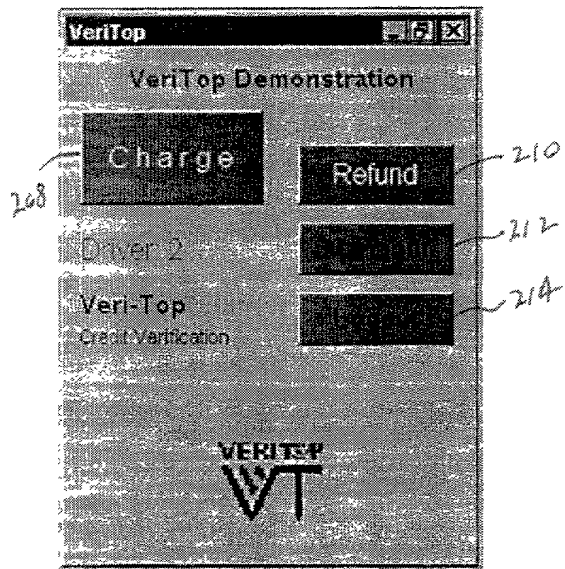 VeriTop
VeriTop Demonstration
Charge
Refund
210
208
Driver 2
212
Veri-Top
214
Credit Verification
VERITOP
VT